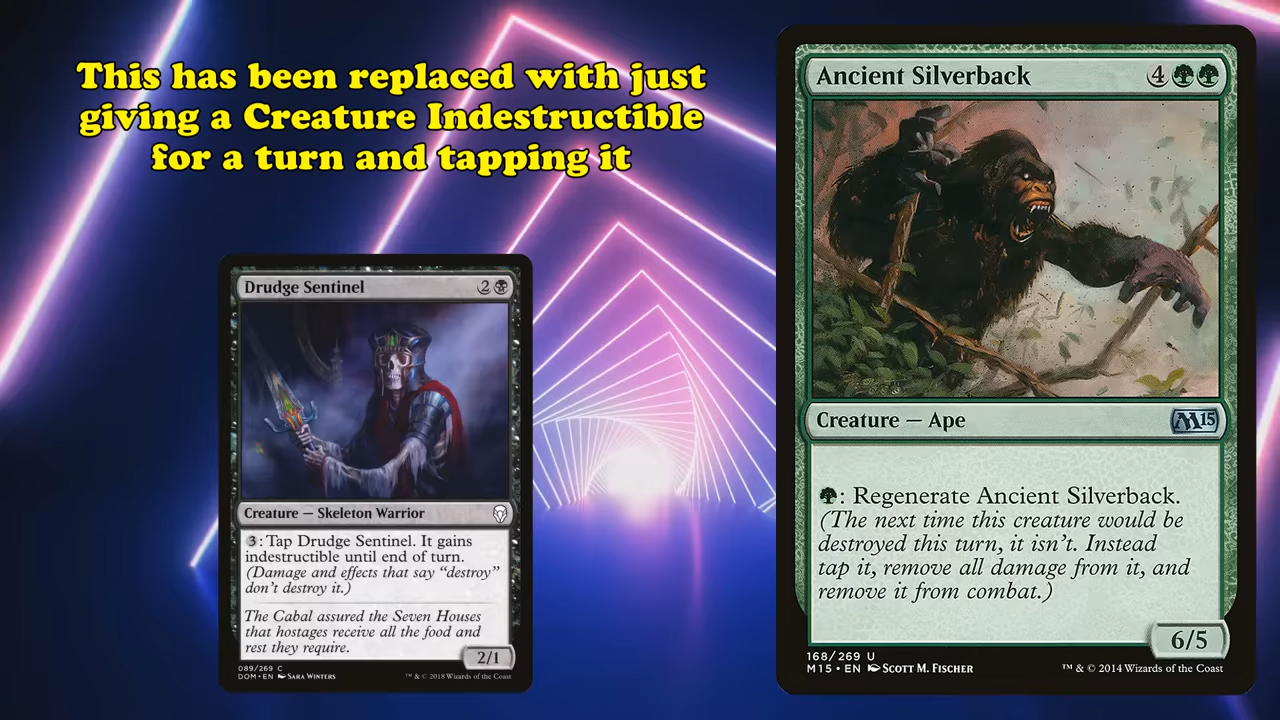 This has been replaced with just
giving a Creature Indestructible
for a turn and tapping it
Drudge Sentinel 2
Creature — Skeleton Warrior
3: Tap Drudge Sentinel. It gains
indestructible until end of turn.
(Damage and effects that say “destroy”
don’t destroy it.)
The Cabal assured the Seven Houses
that hostages receive all the food and
rest they require.
2/1
089/269 C
DOM • EN Sara Winters ™ & © 2018 Wizards of the Coast
Ancient Silverback 4
Creature — Ape M15
: Regenerate Ancient Silverback.
(The next time this creature would be
destroyed this turn, it isn’t. Instead
tap it, remove all damage from it, and
remove it from combat.)
6/5
168/269 U
M15 • EN Scott M. Fischer ™ & © 2014 Wizards of the Coast